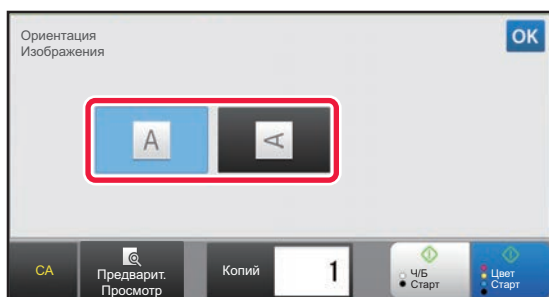 Ориентация
Изображения
OK
A
A
CA
Предварит.
Просмотр
Копий
1
Ч/Б
Старт
Цвет
Старт